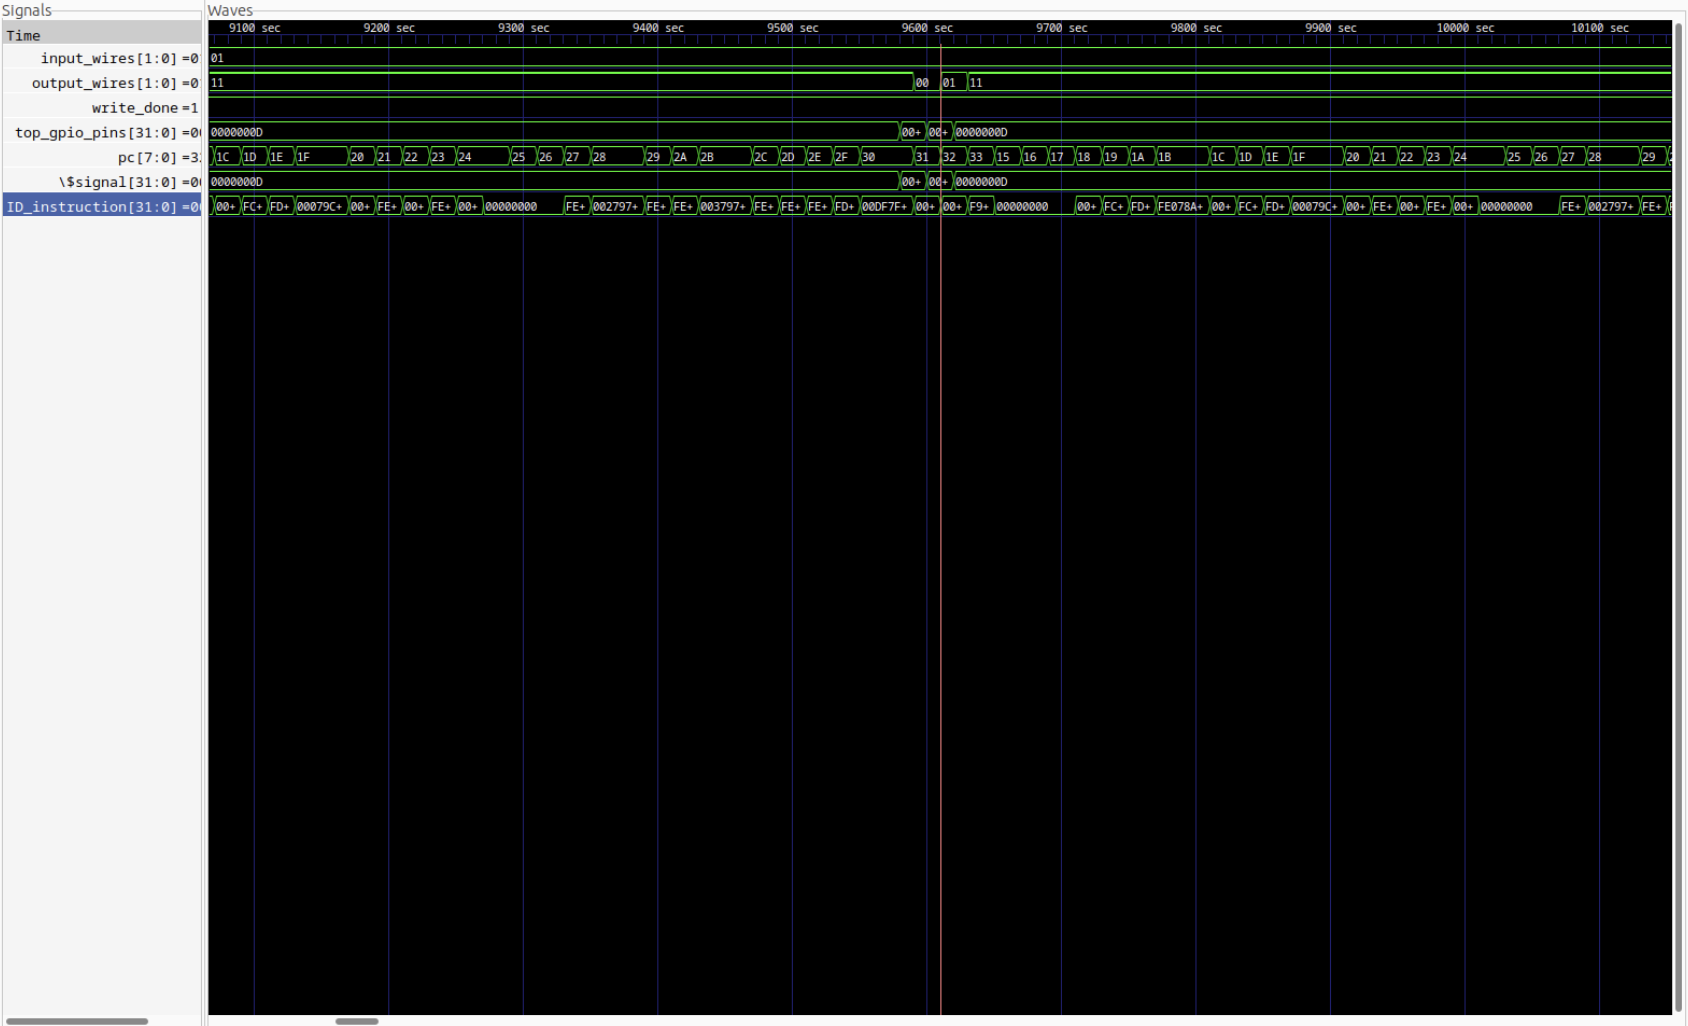 Signals
Waves
Time
9100 sec 9200 sec 9300 sec 9400 sec 9500 sec 9600 sec 9700 sec 9800 sec 9900 sec 10000 sec 10100 sec
input_wires[1:0] =0 01
output_wires[1:0] =0 11 00 01 11
write_done =1
top_gpio_pins[31:0] =0 0000000D 00+ 00+ 0000000D
pc[7:0] =3 1C 1D 1E 1F 20 21 22 23 24 25 26 27 28 29 2A 2B 2C 2D 2E 2F 30 31 32 33 15 16 17 18 19 1A 1B 1C 1D 1E 1F 20 21 22 23 24 25 26 27 28 29
\$signal[31:0] =0 0000000D 00+ 00+ 0000000D
ID_instruction[31:0] =0 00+ FC+ FD+ 00079C+ 00+ FE+ 00+ FE+ 00+ 00000000 FE+ 002797+ FE+ FE+ 003797+ FE+ FE+ FE+ FD+ 00DF7F+ 00+ 00+ F9+ 00000000 00+ FC+ FD+ FE078A+ 00+ FC+ FD+ 00079C+ 00+ FE+ 00+ FE+ 00+ 00000000 FE+ 002797+ FE+